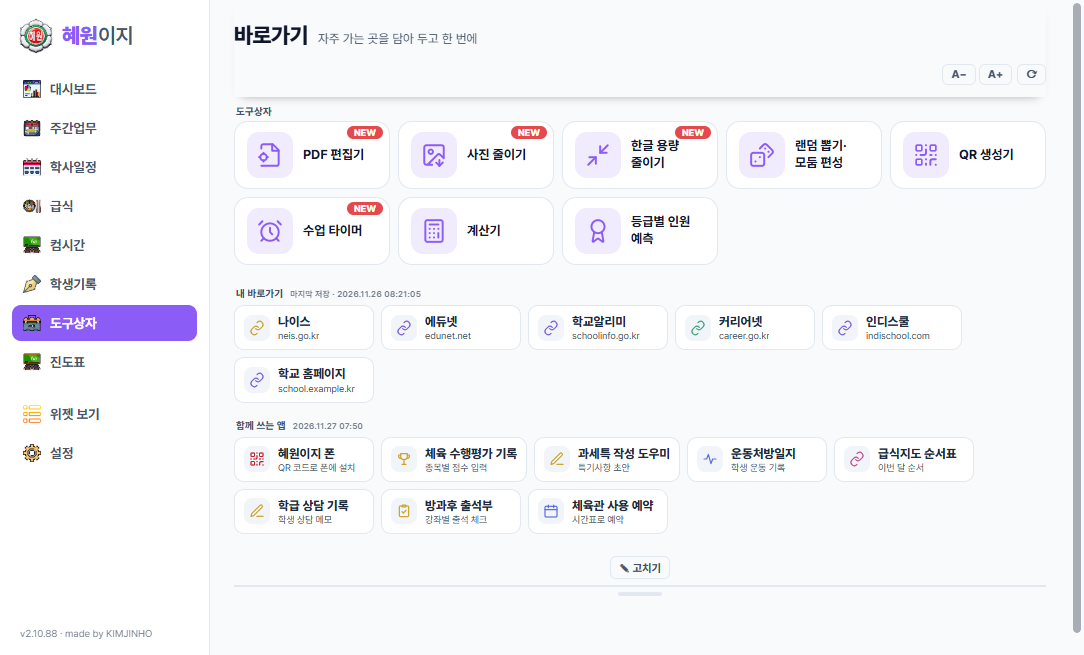 혜원이지
대시보드
주간업무
학사일정
급식
컴시간
학생기록
도구상자
진도표
위젯 보기
설정
v2.10.88 · made by KIMJINHO
바로가기 자주 가는 곳을 담아 두고 한 번에
A− A+
도구상자
PDF 편집기 NEW
사진 줄이기 NEW
한글 용량
줄이기 NEW
랜덤 뽑기·
모둠 편성
QR 생성기
수업 타이머 NEW
계산기
등급별 인원
예측
내 바로가기 마지막 저장 · 2026.11.26 08:21:05
나이스
neis.go.kr
에듀넷
edunet.net
학교알리미
schoolinfo.go.kr
커리어넷
career.go.kr
인디스쿨
indischool.com
학교 홈페이지
school.example.kr
함께 쓰는 앱 2026.11.27 07:50
혜원이지 폰
QR 코드로 폰에 설치
체육 수행평가 기록
종목별 점수 입력
과세특 작성 도우미
특기사항 초안
운동처방일지
학생 운동 기록
급식지도 순서표
이번 달 순서
학급 상담 기록
학생 상담 메모
방과후 출석부
강좌별 출석 체크
체육관 사용 예약
시간표로 예약
고치기